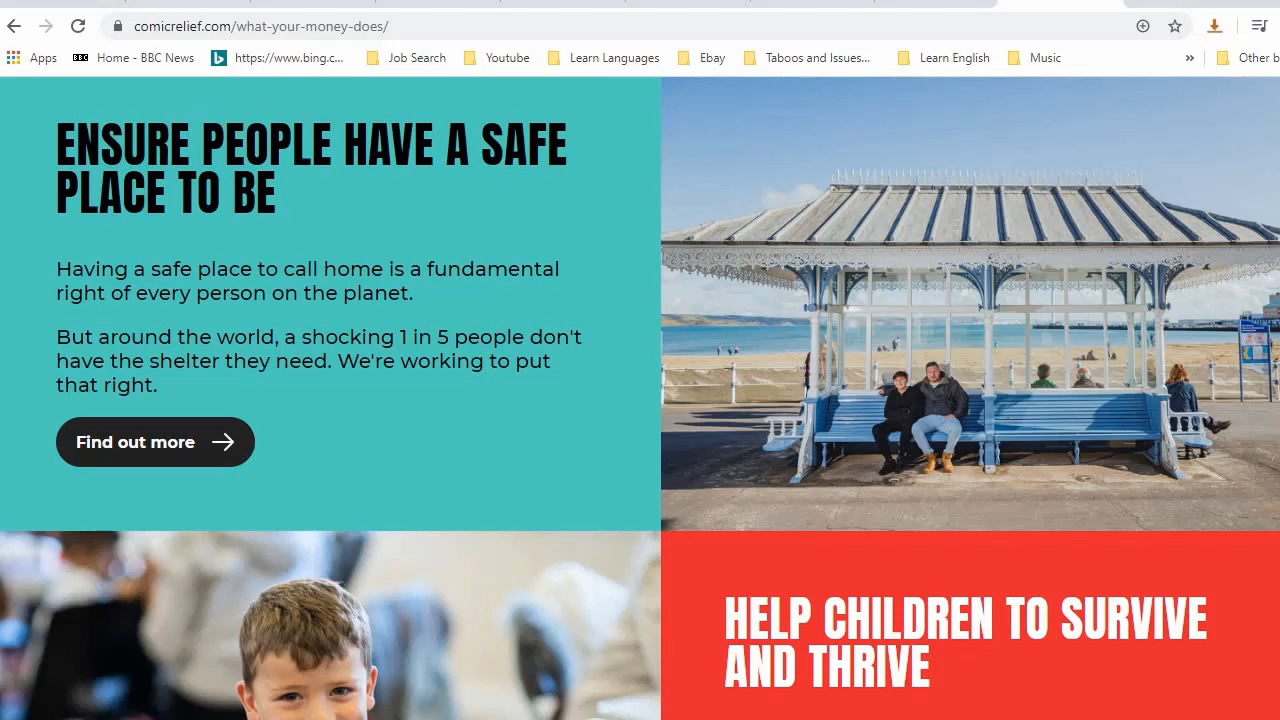 comicrelief.com/what-your-money-does/
Apps BBC Home - BBC News https://www.bing.c... Job Search Youtube Learn Languages Ebay Taboos and Issues... Learn English Music » Other b
ENSURE PEOPLE HAVE A SAFE
PLACE TO BE
Having a safe place to call home is a fundamental
right of every person on the planet.
But around the world, a shocking 1 in 5 people don't
have the shelter they need. We're working to put
that right.
Find out more
HELP CHILDREN TO SURVIVE
AND THRIVE